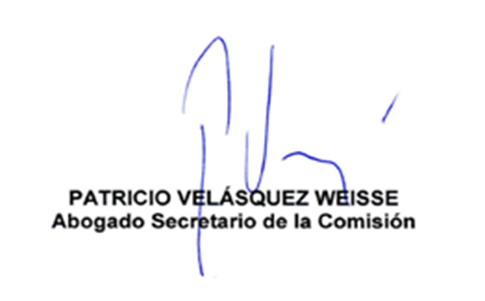 PATRICIO VELÁSQUEZ WEISSE
Abogado Secretario de la Comisión